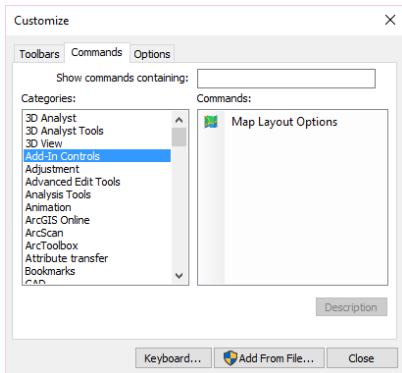 Customize
Toolbars Commands Options
Show commands containing:
Categories:
Commands:
3D Analyst
3D Analyst Tools
3D View
Add-In Controls
Adjustment
Advanced Edit Tools
Analysis Tools
Animation
ArcGIS Online
ArcScan
ArcToolbox
Attribute transfer
Bookmarks
CAD
Map Layout Options
Description
Keyboard... Add From File... Close